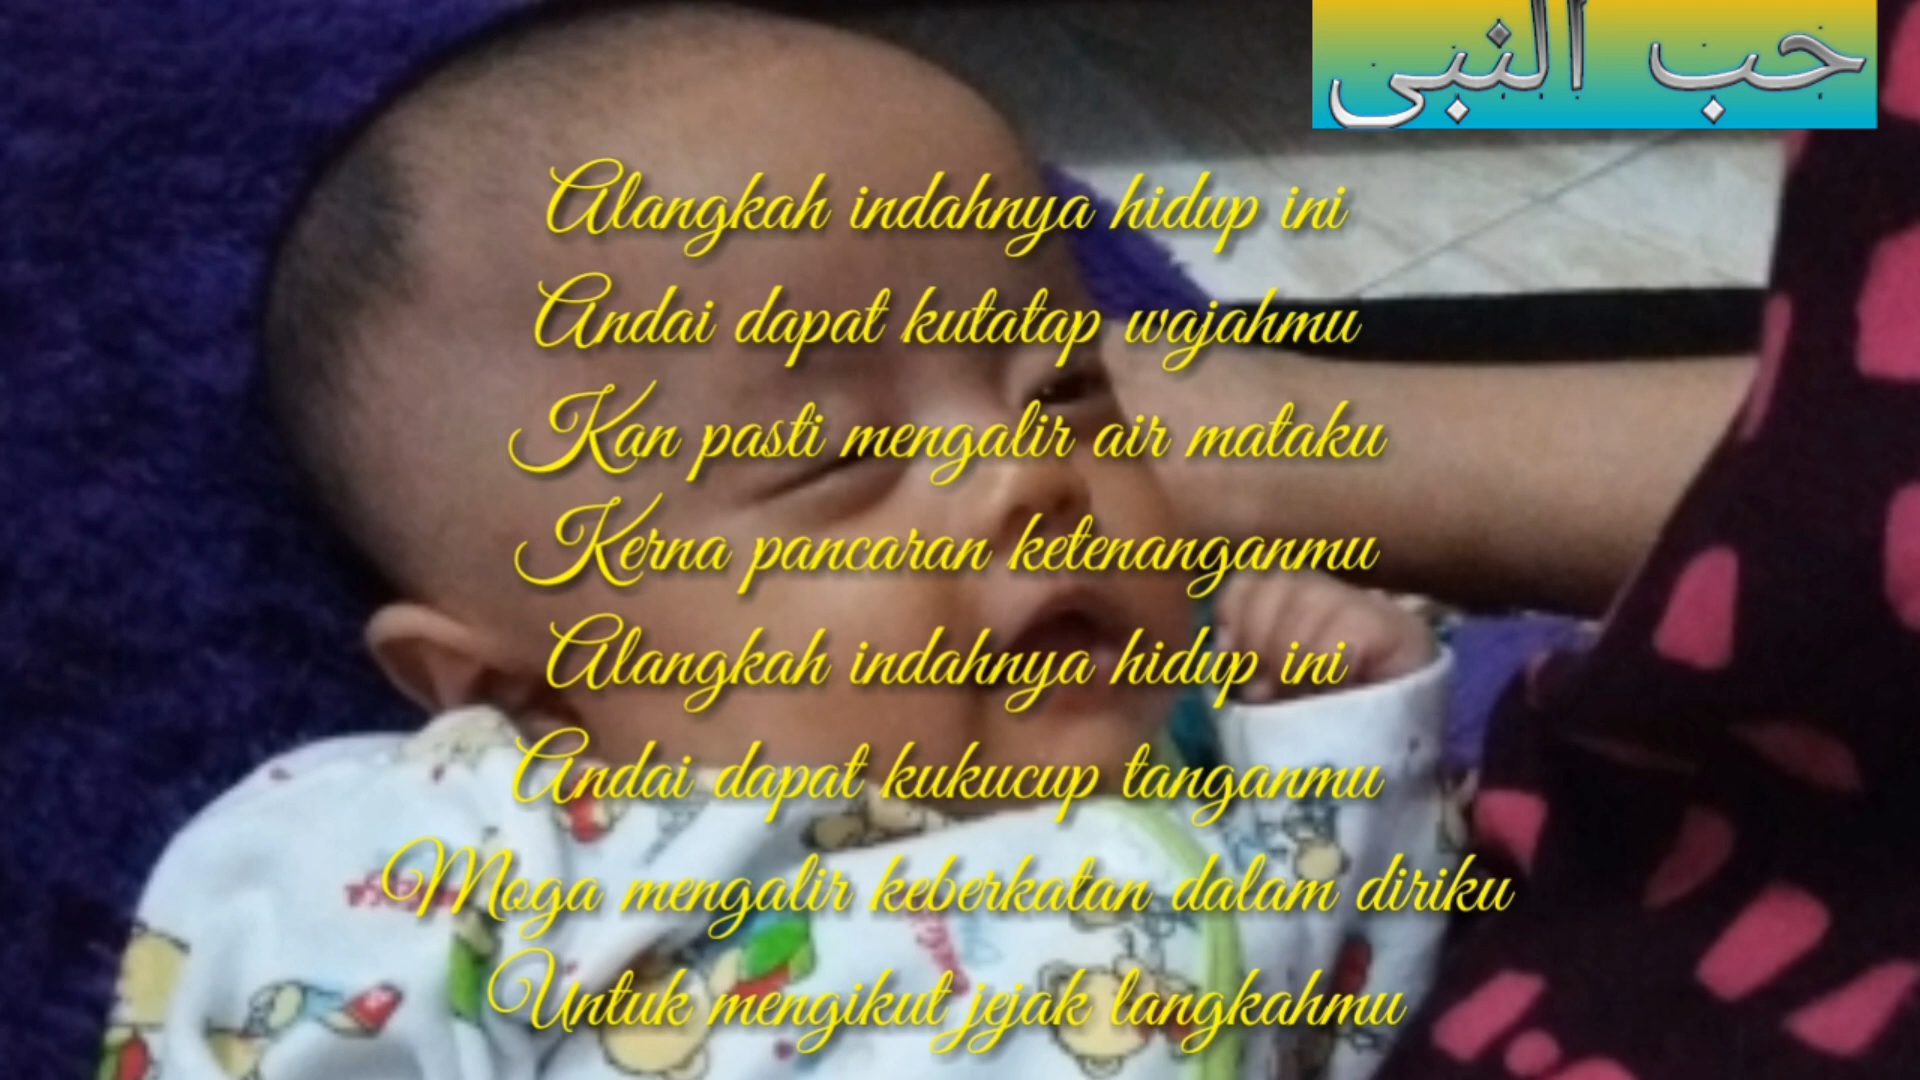 حب النبى
Alangkah indahnya hidup ini
Andai dapat kutatap wajahmu
Kan pasti mengalir air mataku
Kerna pancaran ketenanganmu
Alangkah indahnya hidup ini
Andai dapat kukucup tanganmu
Moga mengalir keberkatan dalam diriku
Untuk mengikut jejak langkahmu